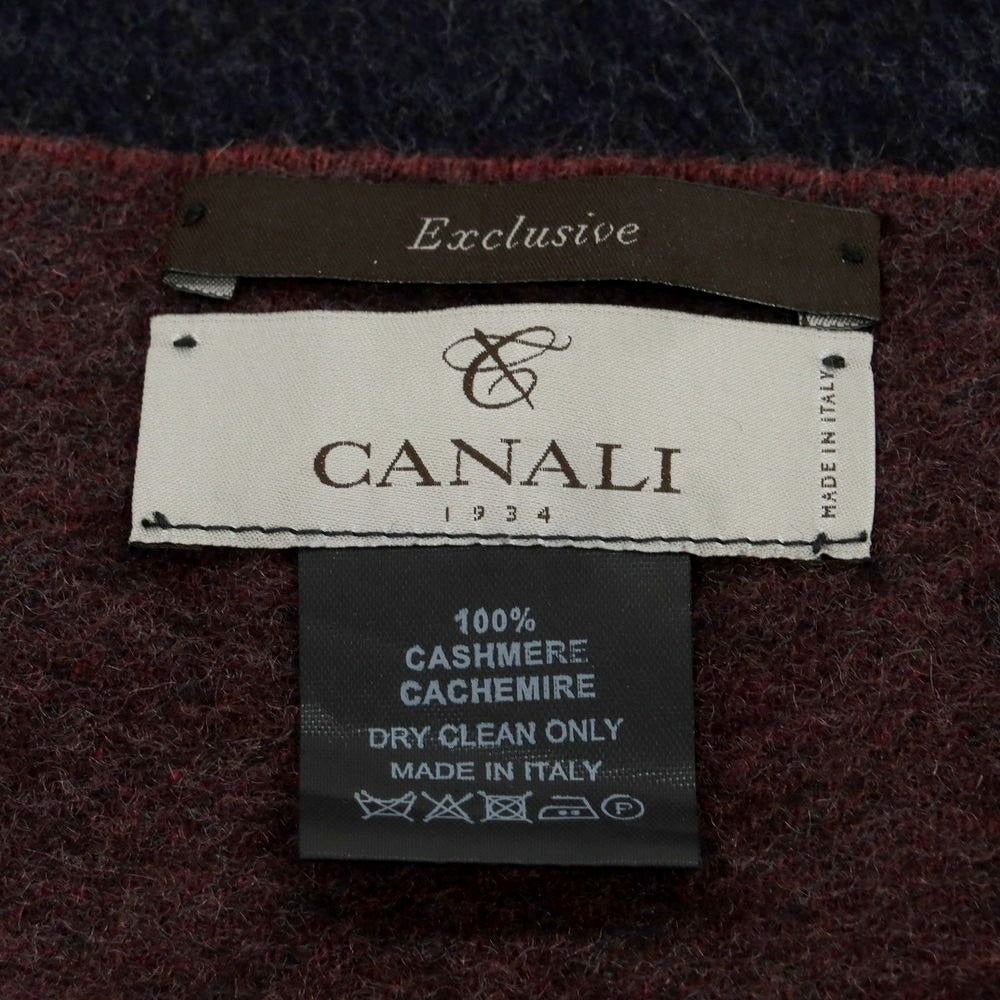 Exclusive
CANALI
1934
MADE IN ITALY
100%
CASHMERE
CACHEMIRE
DRY CLEAN ONLY
MADE IN ITALY
P